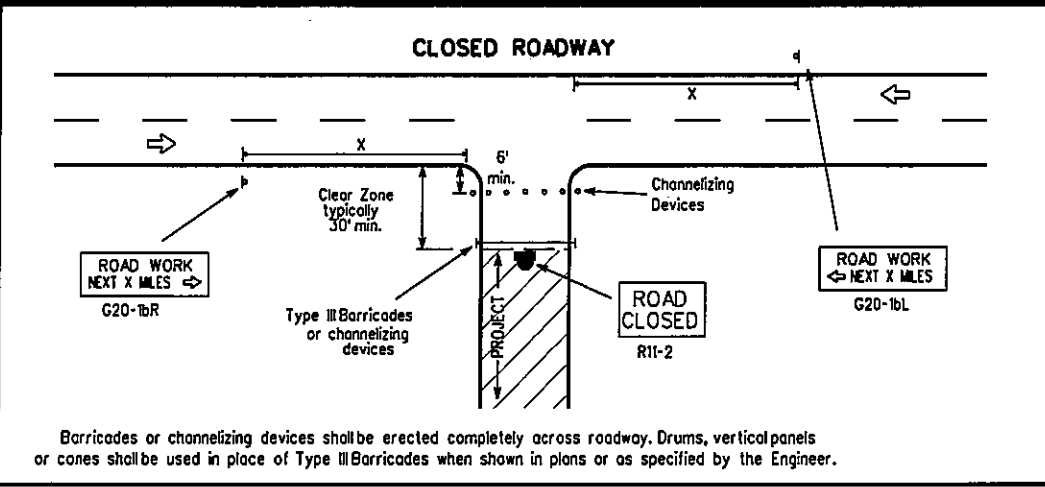 CLOSED ROADWAY
X
X
6'
min.
Clear Zone
typically
30' min.
Channelizing
Devices
ROAD WORK
NEXT X MILES ⇨
G20-1bR
Type III Barricades
or channelizing
devices
PROJECT
ROAD
CLOSED
R11-2
ROAD WORK
⇦ NEXT X MILES
G20-1bL
Barricades or channelizing devices shall be erected completely across roadway. Drums, vertical panels
or cones shall be used in place of Type III Barricades when shown in plans or as specified by the Engineer.